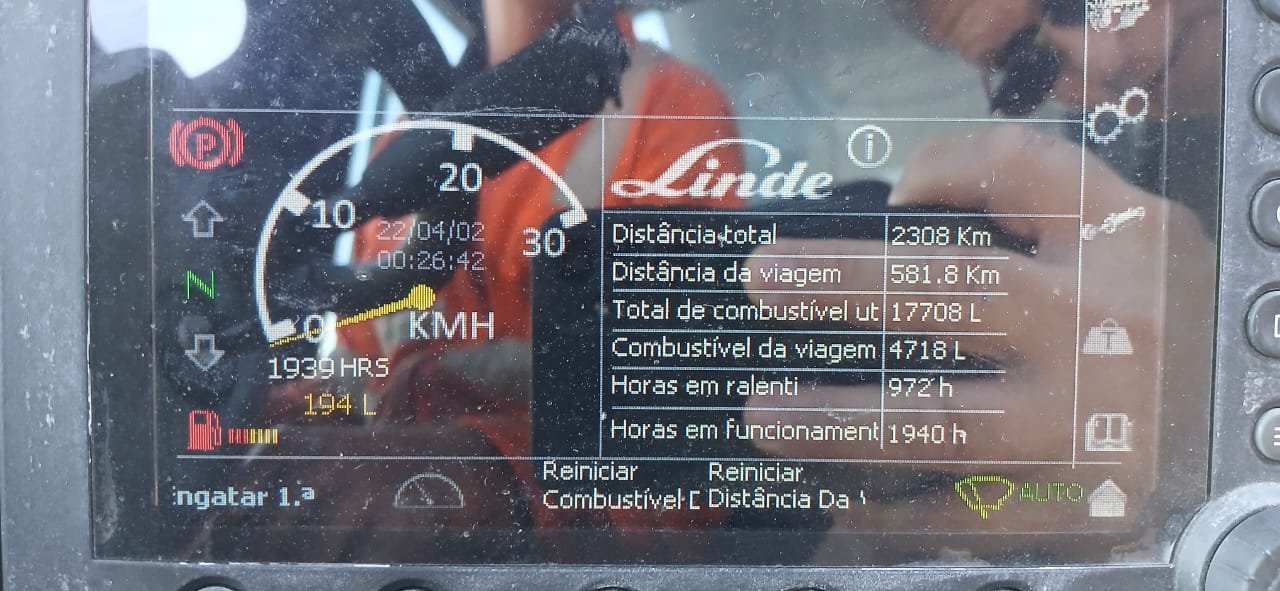 P
20
Linde
i
10
22/04/02
30
00:26:42
Distância total 2308 Km
Distância da viagem 581.8 Km
Total de combustível ut 17708 L
Combustível da viagem 4718 L
Horas em ralenti 972 h
Horas em funcionament 1940 h
N
0
KMH
1939 HRS
194 L
Reiniciar Reiniciar
Combustível Distância Da
ngatar 1.ª
AUTO